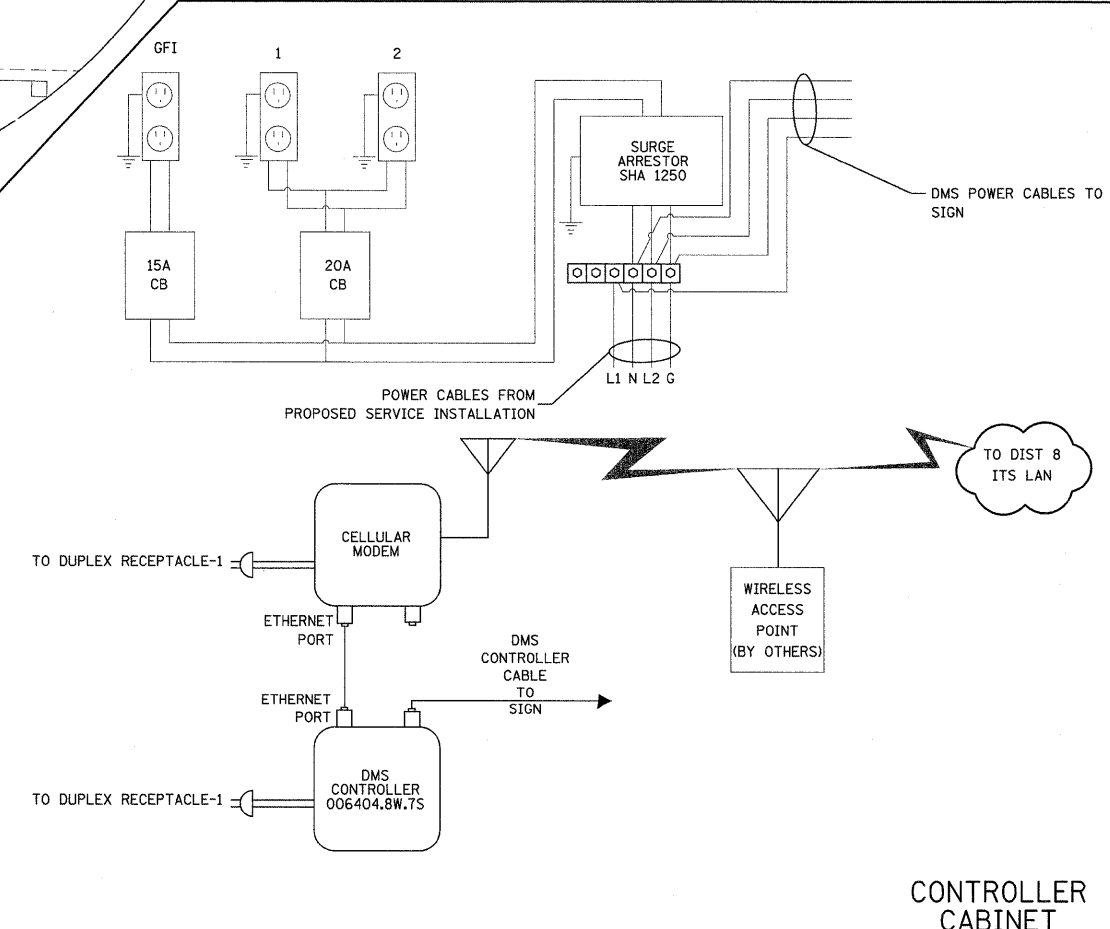 GFI
1
2
SURGE
ARRESTOR
SHA 1250
DMS POWER CABLES TO
SIGN
15A
CB
20A
CB
L1 N L2 G
POWER CABLES FROM
PROPOSED SERVICE INSTALLATION
TO DIST 8
ITS LAN
CELLULAR
MODEM
TO DUPLEX RECEPTACLE-1
WIRELESS
ACCESS
POINT
(BY OTHERS)
ETHERNET
PORT
DMS
CONTROLLER
CABLE
TO
SIGN
ETHERNET
PORT
DMS
CONTROLLER
006404.8W.7S
TO DUPLEX RECEPTACLE-1
CONTROLLER
CABINET